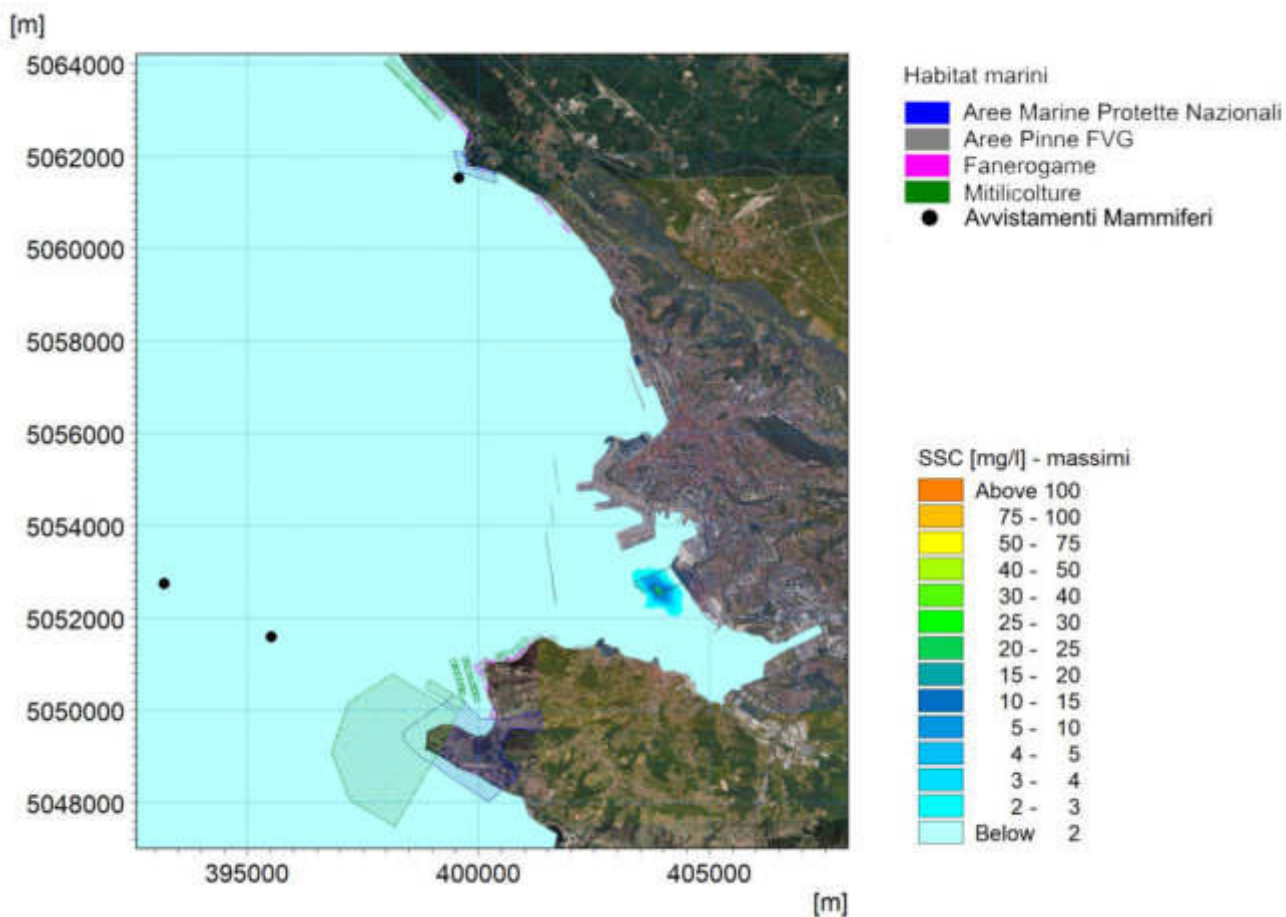 [m]
5064000
5062000
5060000
5058000
5056000
5054000
5052000
5050000
5048000
395000
400000
405000
[m]
Habitat marini
Aree Marine Protette Nazionali
Aree Pinne FVG
Fanerogame
Mitilicolture
Avvistamenti Mammiferi
SSC [mg/l] - massimi
Above 100
75 - 100
50 - 75
40 - 50
30 - 40
25 - 30
20 - 25
15 - 20
10 - 15
5 - 10
4 - 5
3 - 4
2 - 3
Below 2